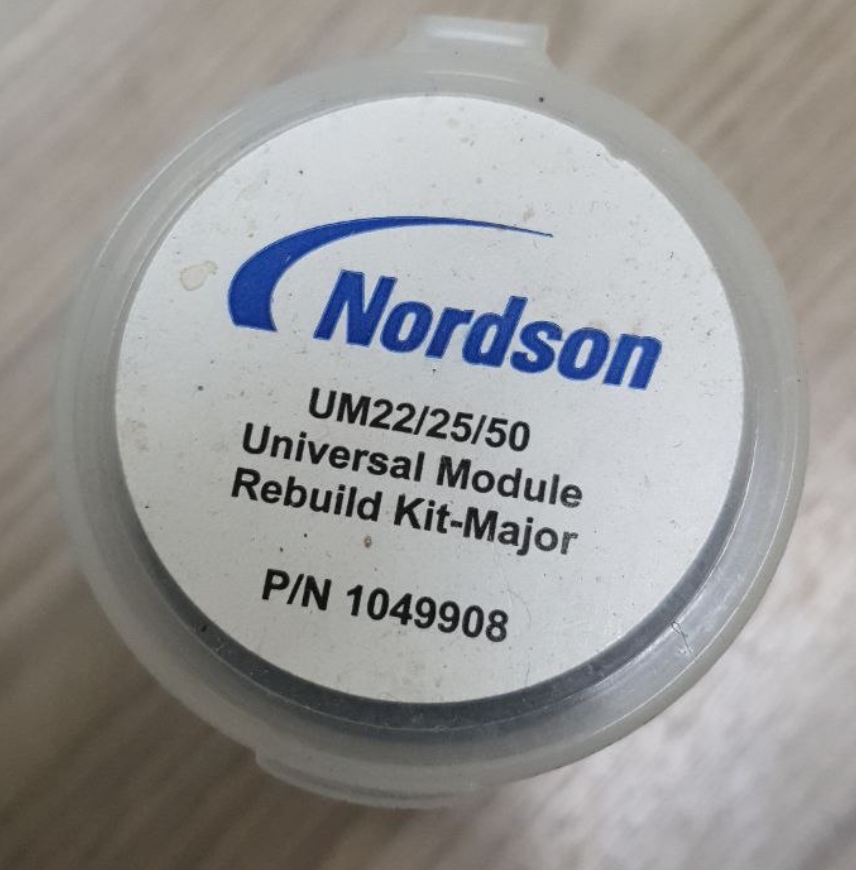 Nordson
UM22/25/50
Universal Module
Rebuild Kit-Major
P/N 1049908